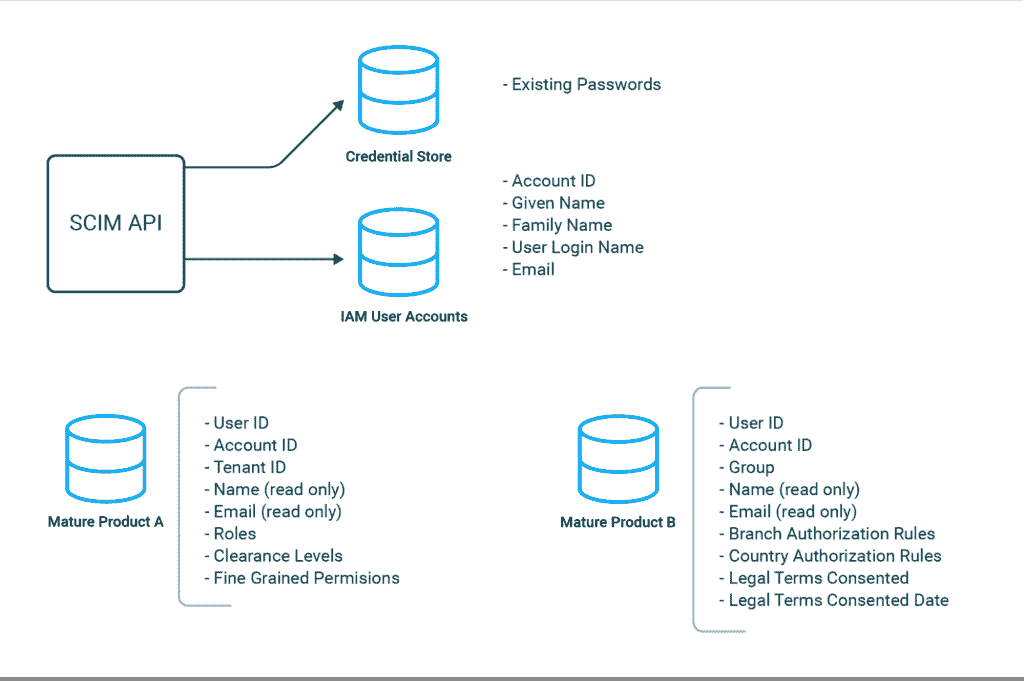 - Existing Passwords
Credential Store
SCIM API
- Account ID
- Given Name
- Family Name
- User Login Name
- Email
IAM User Accounts
- User ID
- Account ID
- Tenant ID
- Name (read only)
- Email (read only)
- Roles
- Clearance Levels
- Fine Grained Permisions
Mature Product A
- User ID
- Account ID
- Group
- Name (read only)
- Email (read only)
- Branch Authorization Rules
- Country Authorization Rules
- Legal Terms Consented
- Legal Terms Consented Date
Mature Product B